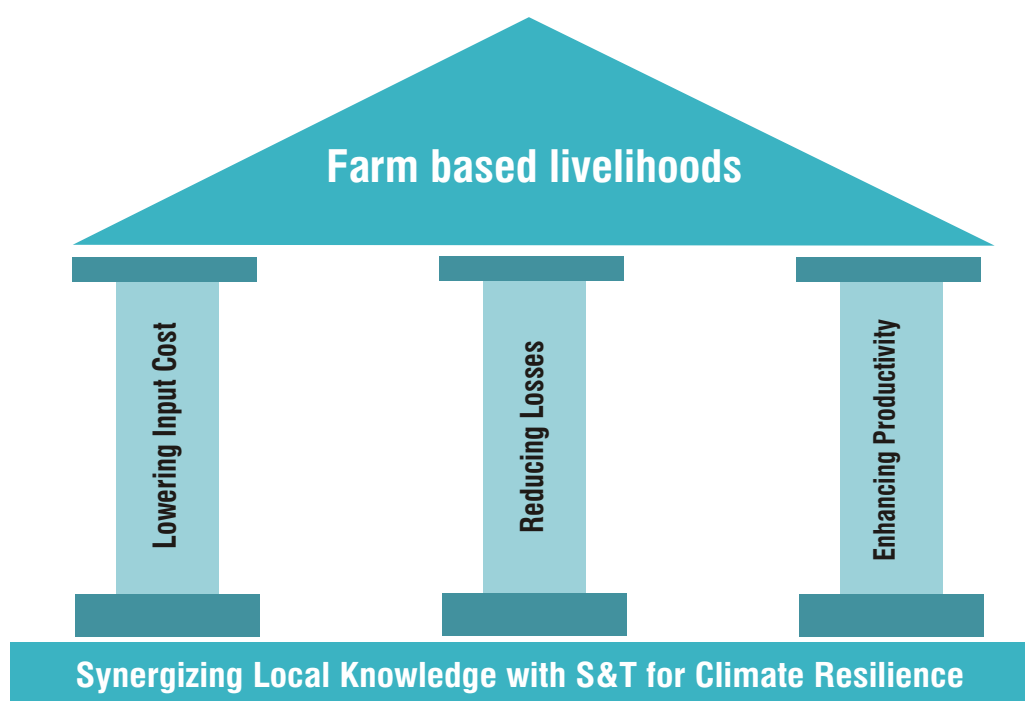 Farm based livelihoods
Lowering Input Cost
Reducing Losses
Enhancing Productivity
Synergizing Local Knowledge with S&T for Climate Resilience